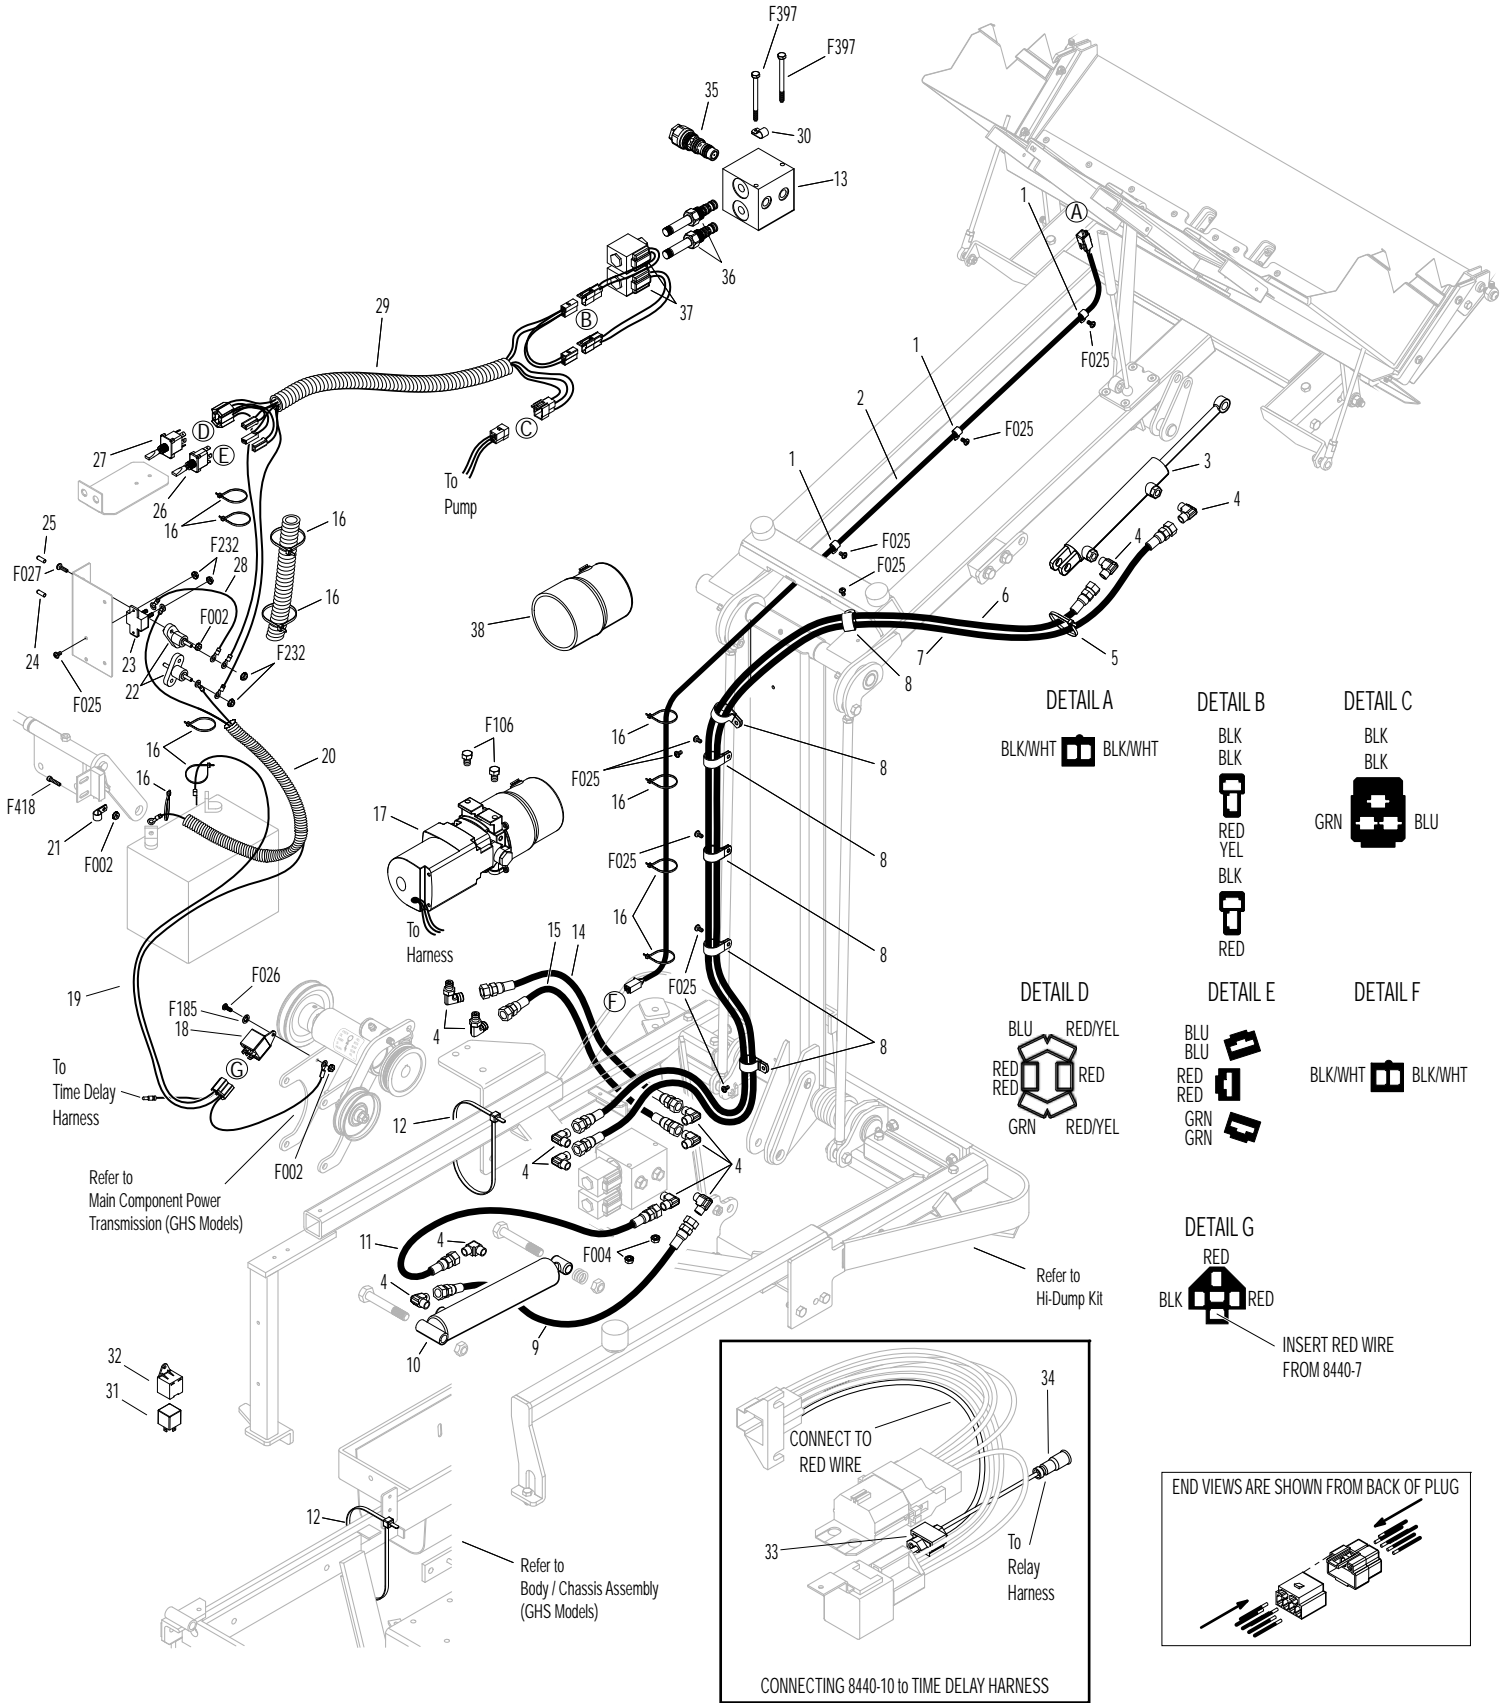 F397
F397
35
30
13
1
A
36
37
B
29
1
F025
1
2
F025
C
D
27
E
26
To
Pump
3
4
16
25
F232
28
16
1
F025
F025
4
F027
F002
16
38
6
24
23
22
F232
7
5
F025
8
16
20
F106
16
F025
8
16
F418
21
F002
17
16
8
F025
16
To
Harness
15
14
8
19
F026
F185
18
G
4
F
F025
8
To
Time Delay
Harness
12
F002
4
4
Refer to
Main Component Power
Transmission (GHS Models)
11
4
F004
4
9
10
Refer to
Hi-Dump Kit
32
31
12
Refer to
Body / Chassis Assembly
(GHS Models)
DETAIL A
BLK/WHT BLK/WHT
DETAIL B
BLK
BLK
RED
YEL
BLK
RED
DETAIL C
BLK
BLK
GRN BLU
DETAIL D
BLU RED/YEL
RED
RED RED
GRN RED/YEL
DETAIL E
BLU
BLU
RED
RED
GRN
GRN
DETAIL F
BLK/WHT BLK/WHT
DETAIL G
RED
BLK RED
INSERT RED WIRE
FROM 8440-7
34
CONNECT TO
RED WIRE
33
To
Relay
Harness
CONNECTING 8440-10 to TIME DELAY HARNESS
END VIEWS ARE SHOWN FROM BACK OF PLUG